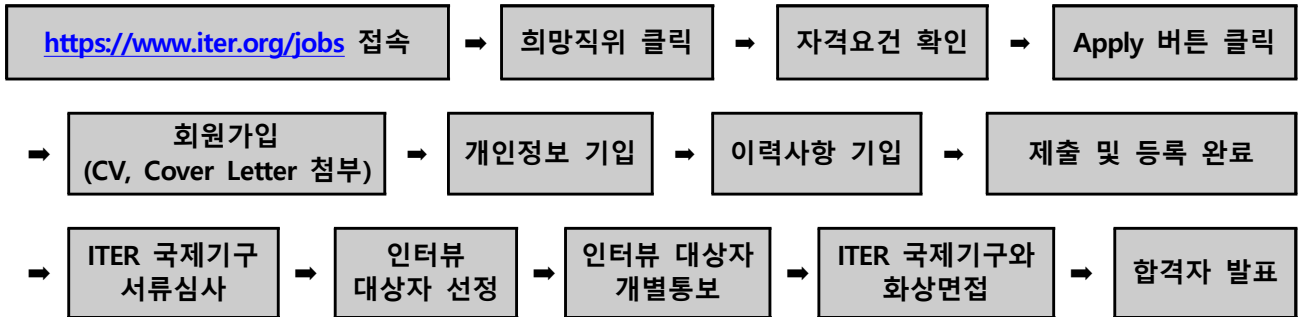 https://www.iter.org/jobs 접속 ➡ 희망직위 클릭 ➡ 자격요건 확인 ➡ Apply 버튼 클릭
➡ 회원가입
(CV, Cover Letter 첨부) ➡ 개인정보 기입 ➡ 이력사항 기입 ➡ 제출 및 등록 완료
➡ ITER 국제기구
서류심사 ➡ 인터뷰
대상자 선정 ➡ 인터뷰 대상자
개별통보 ➡ ITER 국제기구와
화상면접 ➡ 합격자 발표